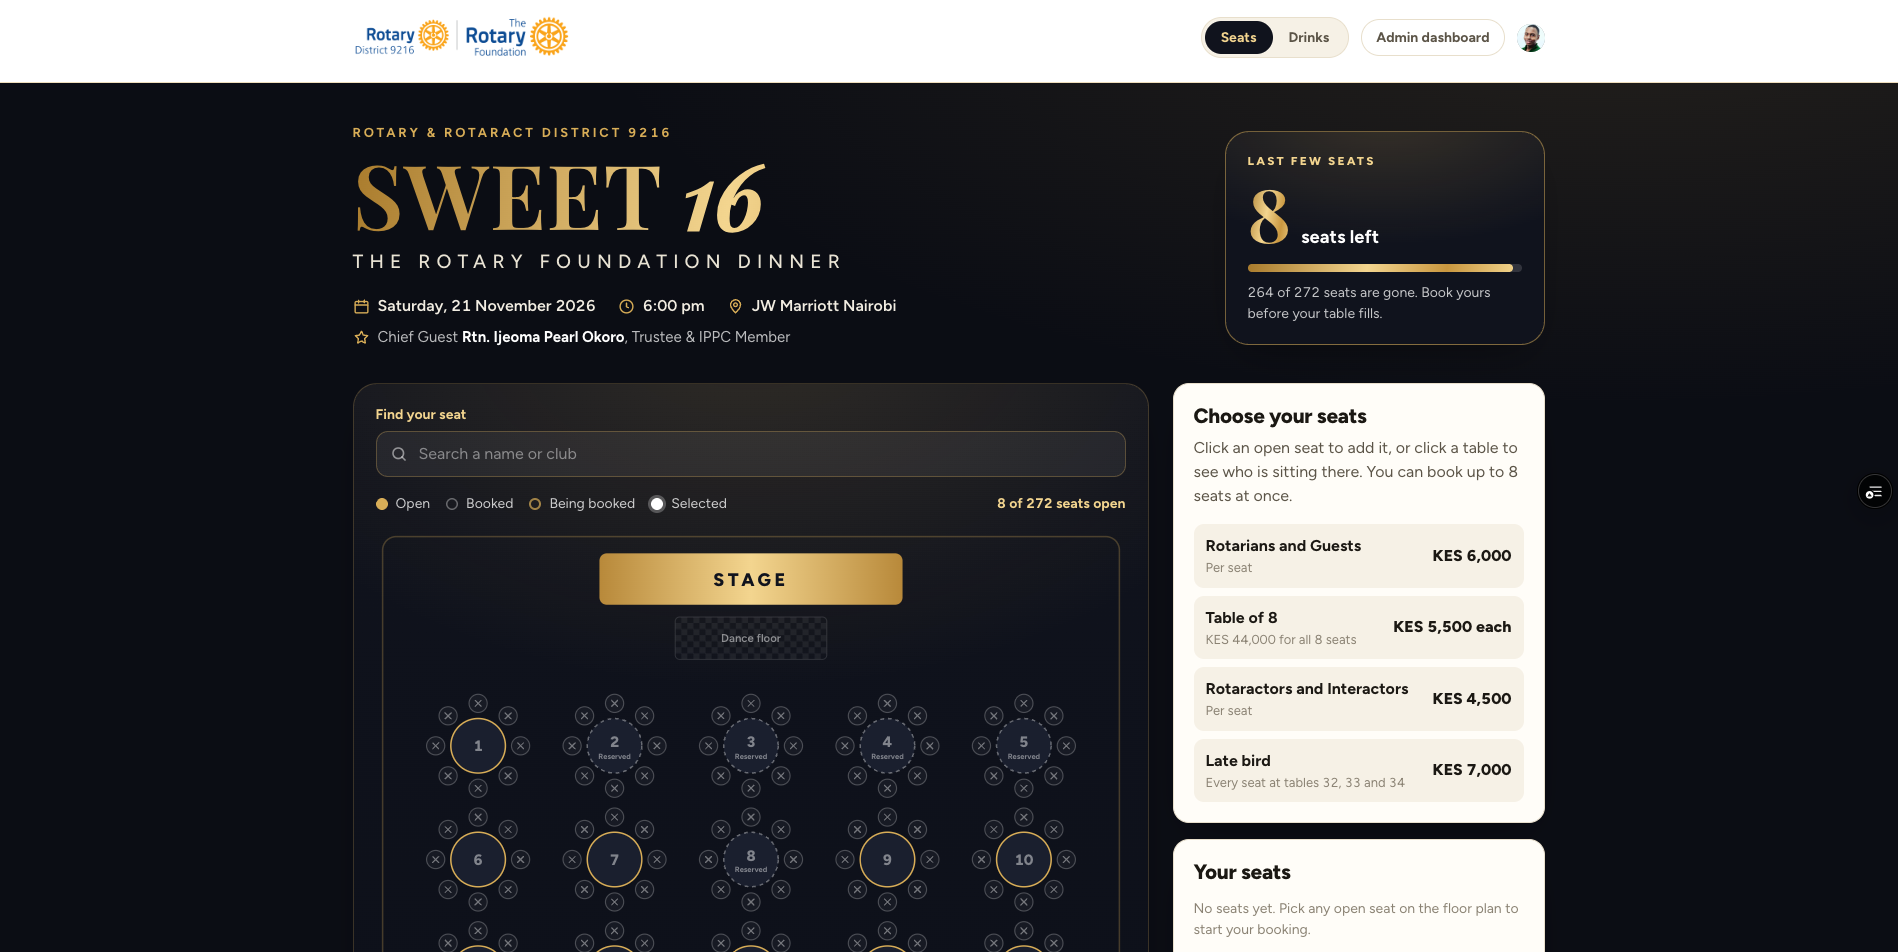 Rotary
District 9216
The
Rotary
Foundation
Seats
Drinks
Admin dashboard
ROTARY & ROTARACT DISTRICT 9216
SWEET 16
THE ROTARY FOUNDATION DINNER
Saturday, 21 November 2026
6:00 pm
JW Marriott Nairobi
Chief Guest Rtn. Ijeoma Pearl Okoro, Trustee & IPPC Member
LAST FEW SEATS
8 seats left
264 of 272 seats are gone. Book yours
before your table fills.
Find your seat
Search a name or club
Open
Booked
Being booked
Selected
8 of 272 seats open
STAGE
Dance floor
1
2
Reserved
3
Reserved
4
Reserved
5
Reserved
6
7
8
Reserved
9
10
Choose your seats
Click an open seat to add it, or click a table to
see who is sitting there. You can book up to 8
seats at once.
Rotarians and Guests
Per seat
KES 6,000
Table of 8
KES 44,000 for all 8 seats
KES 5,500 each
Rotaractors and Interactors
Per seat
KES 4,500
Late bird
Every seat at tables 32, 33 and 34
KES 7,000
Your seats
No seats yet. Pick any open seat on the floor plan to
start your booking.